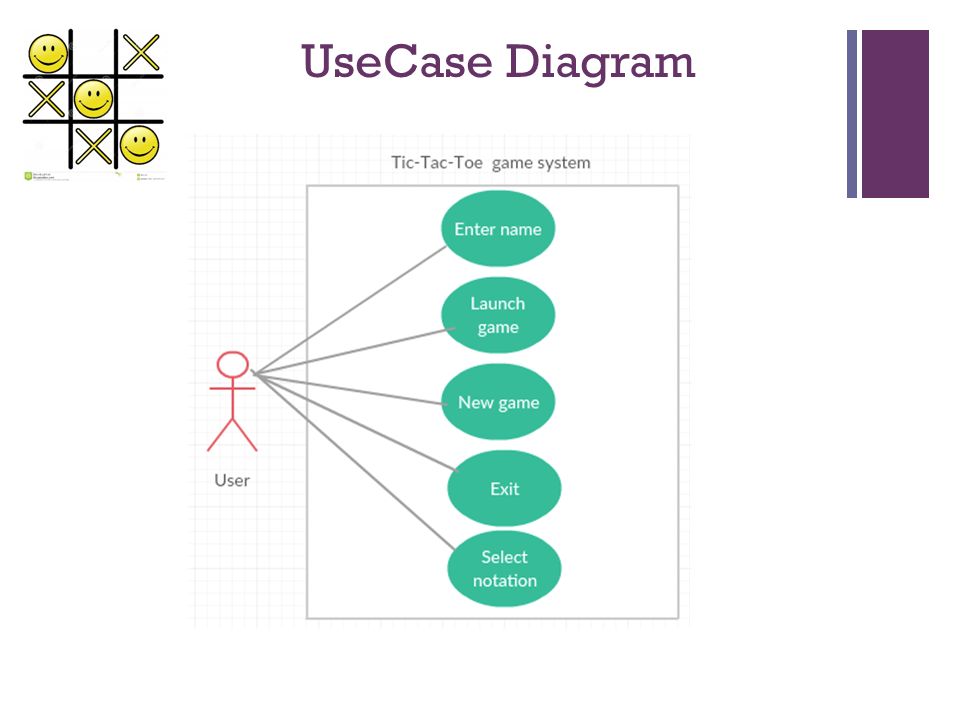 UseCase Diagram
Tic-Tac-Toe game system
Enter name
Launch
game
New game
Exit
Select
notation
User